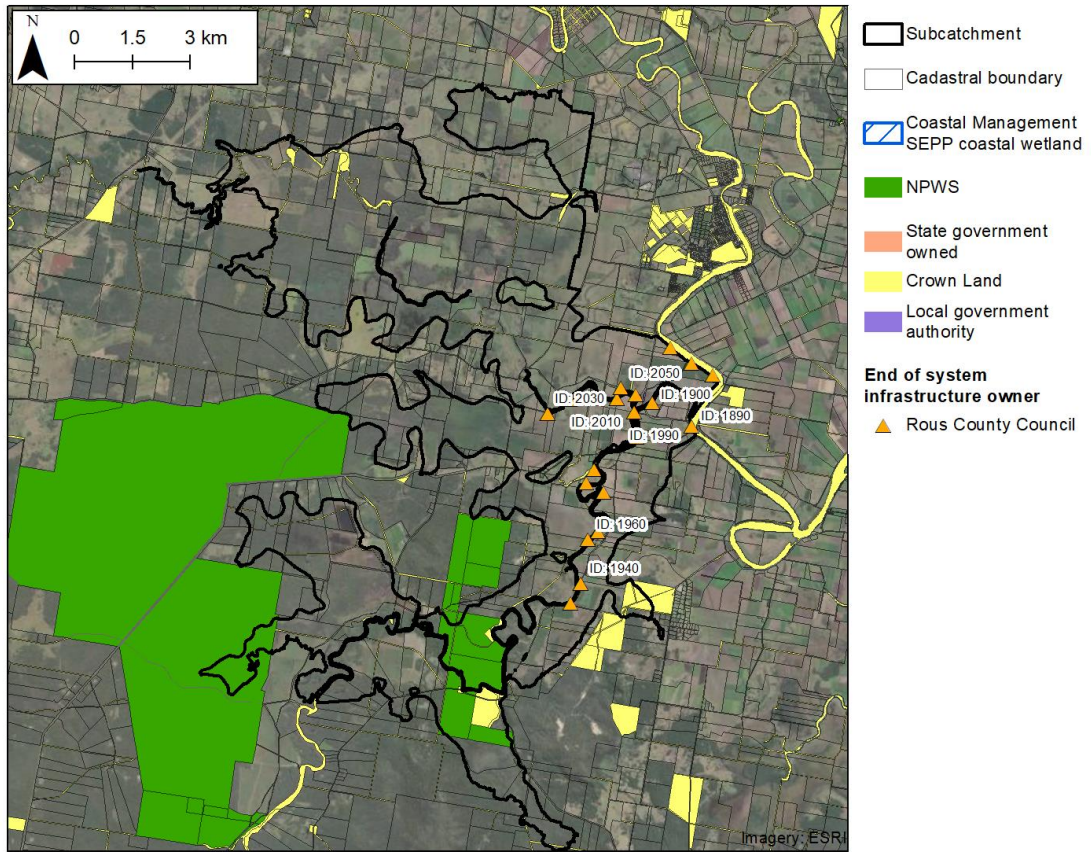 N
0 1.5 3 km
Subcatchment
Cadastral boundary
Coastal Management
SEPP coastal wetland
NPWS
State government
owned
Crown Land
Local government
authority
End of system
infrastructure owner
Rous County Council
ID: 2050
ID: 2030
ID: 1900
ID: 2010
ID: 1890
ID: 1990
ID: 1960
ID: 1940
Imagery: ESRI